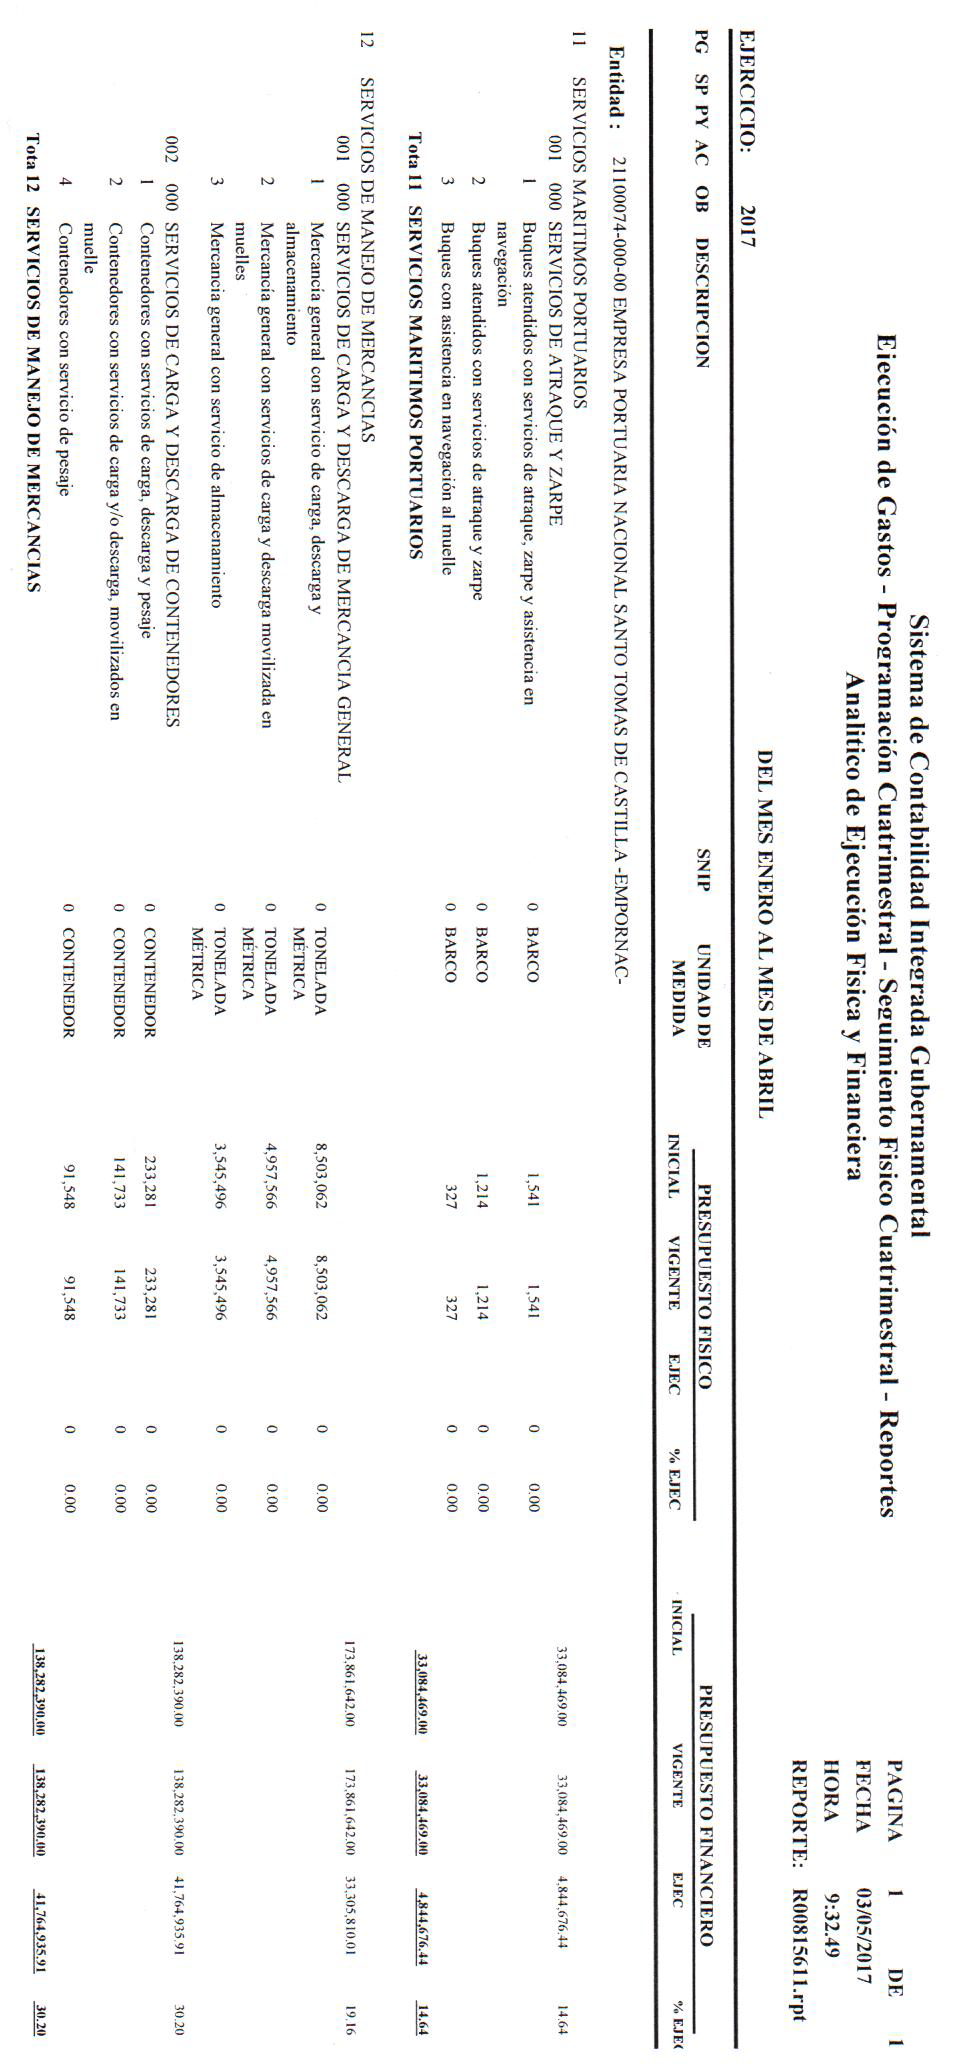 Sistema de Contabilidad Integrada Gubernamental
Ejecución de Gastos - Programación Cuatrimestral - Seguimiento Fisico Cuatrimestral - Reportes
Analitico de Ejecución Fisica y Financiera
PAGINA 1 DE 1
FECHA 03/05/2017
HORA 9:32.49
REPORTE: R00815611.rpt
DEL MES ENERO AL MES DE ABRIL
EJERCICIO: 2017
PRESUPUESTO FISICO PRESUPUESTO FINANCIERO
PG SP PY AC OB DESCRIPCION SNIP UNIDAD DE
MEDIDA INICIAL VIGENTE EJEC % EJEC INICIAL VIGENTE EJEC % EJEC
Entidad : 21100074-000-00 EMPRESA PORTUARIA NACIONAL SANTO TOMAS DE CASTILLA -EMPORNAC-
11 SERVICIOS MARITIMOS PORTUARIOS
001 000 SERVICIOS DE ATRAQUE Y ZARPE 33,084,469.00 33,084,469.00 4,844,676.44 14.64
1 Buques atendidos con servicios de atraque, zarpe y asistencia en 0 BARCO 1,541 1,541 0 0.00
navegación
2 Buques atendidos con servicios de atraque y zarpe 0 BARCO 1,214 1,214 0 0.00
3 Buques con asistencia en navegación al muelle 0 BARCO 327 327 0 0.00
Total 11 SERVICIOS MARITIMOS PORTUARIOS 33,084,469.00 33,084,469.00 4,844,676.44 14.64
12 SERVICIOS DE MANEJO DE MERCANCIAS
001 000 SERVICIOS DE CARGA Y DESCARGA DE MERCANCIA GENERAL 173,861,642.00 173,861,642.00 33,305,810.01 19.16
1 Mercancía general con servicio de carga, descarga y 0 TONELADA 8,503,062 8,503,062 0 0.00
almacenamiento MÉTRICA
2 Mercancía general con servicios de carga y descarga movilizada en 0 TONELADA 4,957,566 4,957,566 0 0.00
muelles MÉTRICA
3 Mercancia general con servicio de almacenamiento 0 TONELADA 3,545,496 3,545,496 0 0.00
MÉTRICA
002 000 SERVICIOS DE CARGA Y DESCARGA DE CONTENEDORES 138,282,390.00 138,282,390.00 41,764,935.91 30.20
1 Contenedores con servicios de carga, descarga y pesaje 0 CONTENEDOR 233,281 233,281 0 0.00
2 Contenedores con servicios de carga y/o descarga, movilizados en 0 CONTENEDOR 141,733 141,733 0 0.00
muelle
4 Contenedores con servicio de pesaje 0 CONTENEDOR 91,548 91,548 0 0.00
Total 12 SERVICIOS DE MANEJO DE MERCANCIAS 138,282,390.00 138,282,390.00 41,764,935.91 30.20